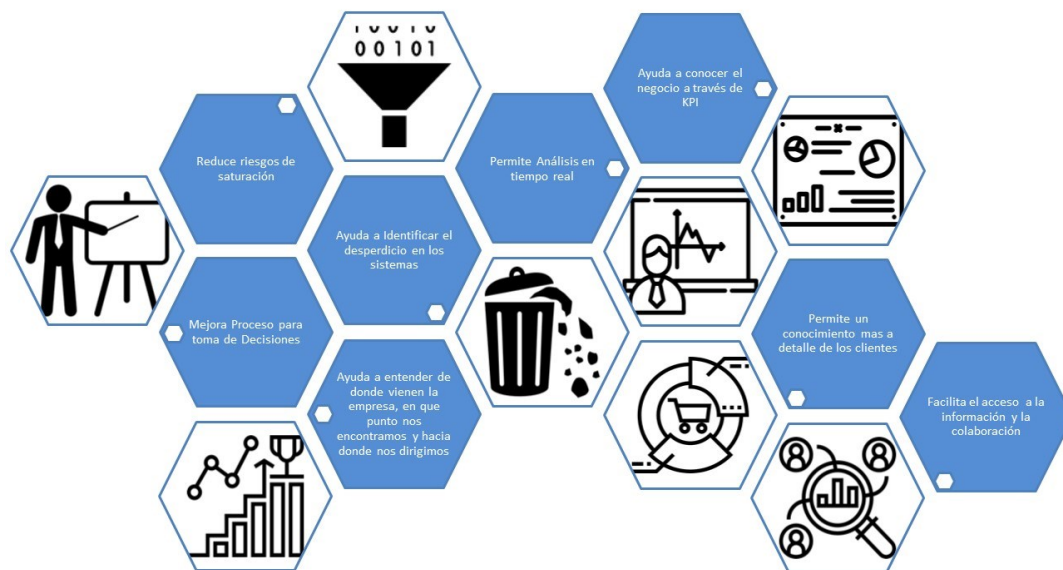 10010
00101
Ayuda a conocer el
negocio a través de
KPI
Reduce riesgos de
saturación
Permite Análisis en
tiempo real
Ayuda a Identificar el
desperdicio en los
sistemas
Mejora Proceso para
toma de Decisiones
Permite un
conocimiento mas a
detalle de los clientes
Ayuda a entender de
donde vienen la
empresa, en que
punto nos
encontramos y hacia
donde nos dirigimos
Facilita el acceso a la
información y la
colaboración